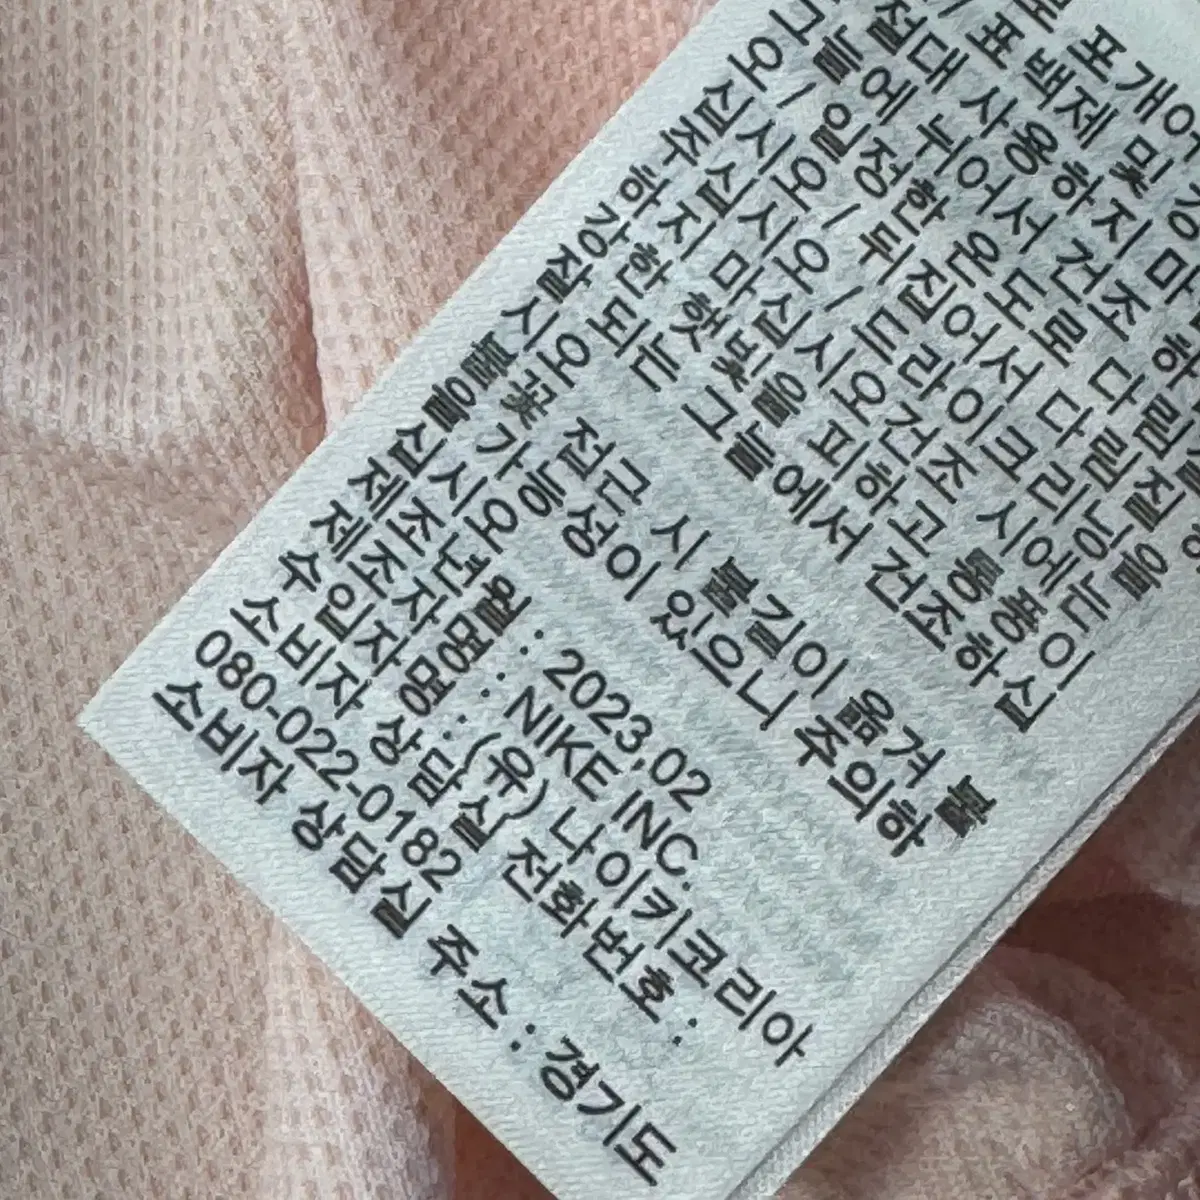 로 포개어
/ 표백제 및
절대 사용하지 마
그늘에 뉘어서 건조 하
오 / 일정한 온도로 다림질
십시오 / 뒤집어서 다림질
주십시오 / 드라이크리닝을
하지 마십시오건조 시에는
강한 햇빛을 피하고 통풍이
잘 되는 그늘에서 건조하십
시오
불꽃 접근 시 불길이 옮겨 붙
을 가능성이 있으니 주의하
십시오
제조년월 : 2023,02
제조자명 : NIKE INC.
수입자명 : (유) 나이키코리아
소비자 상담실 전화번호 :
080-022-0182
소비자 상담실 주소 : 경기도